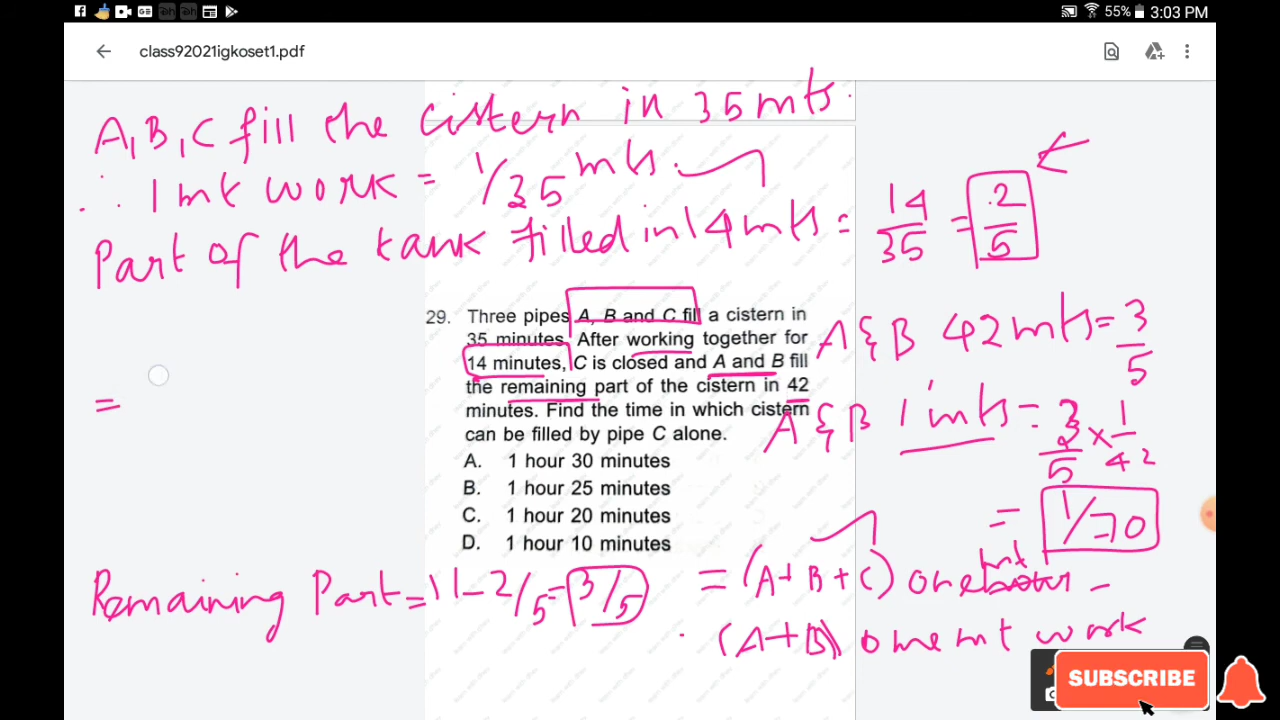 55% 3:03 PM
class92021igkoset1.pdf
A, B, C fill the cistern in 35 mts.
∴ 1 mt work = 1/35 mts.
Part of the tank filled in 14 mts = 14/35 = 2/5
29. Three pipes A, B and C fill a cistern in
35 minutes. After working together for
14 minutes, C is closed and A and B fill
the remaining part of the cistern in 42
minutes. Find the time in which cistern
can be filled by pipe C alone.
A. 1 hour 30 minutes
B. 1 hour 25 minutes
C. 1 hour 20 minutes
D. 1 hour 10 minutes
A & B 42 mts = 3/5
A & B 1 mts = 3/5 × 1/42
= 1/70
=
Remaining Part = 1 - 2/5 = 3/5
= (A+B+C) one mt -
(A+B) one mt work
SUBSCRIBE